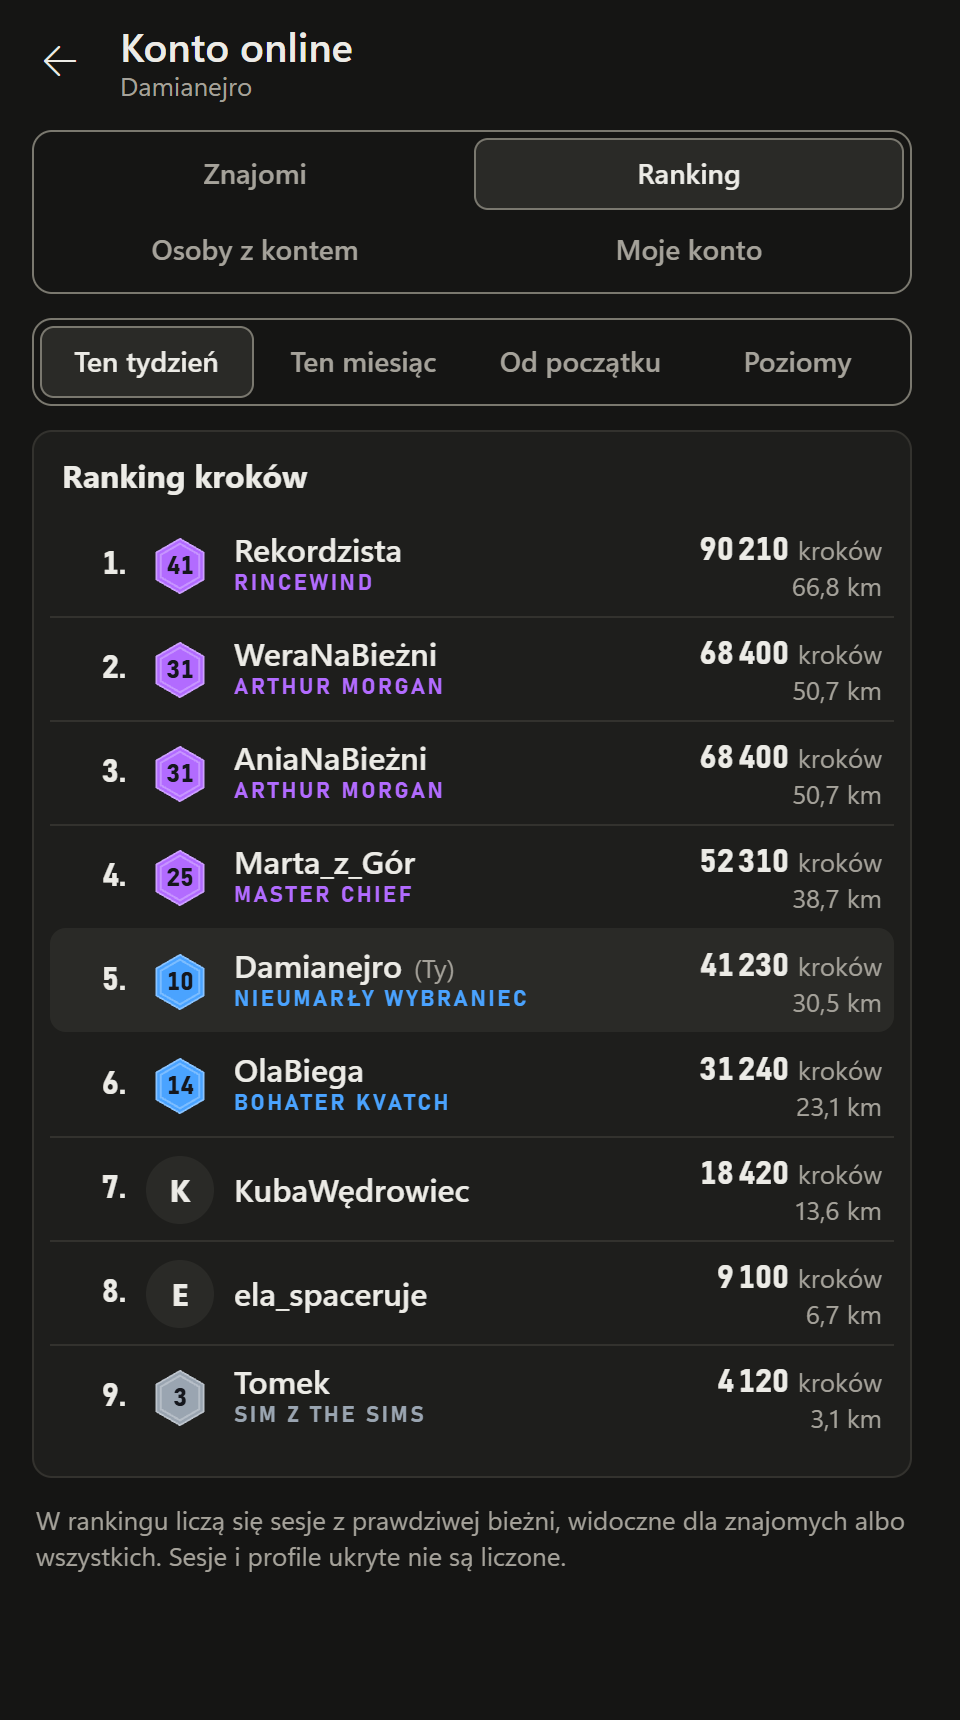 Konto online
Damianejro
Znajomi
Ranking
Osoby z kontem
Moje konto
Ten tydzień
Ten miesiąc
Od początku
Poziomy
Ranking kroków
1. 41 Rekordzista 90 210 kroków
RINCEWIND 66,8 km
2. 31 WeraNaBieżni 68 400 kroków
ARTHUR MORGAN 50,7 km
3. 31 AniaNaBieżni 68 400 kroków
ARTHUR MORGAN 50,7 km
4. 25 Marta_z_Gór 52 310 kroków
MASTER CHIEF 38,7 km
5. 10 Damianejro (Ty) 41 230 kroków
NIEUMARŁY WYBRANIEC 30,5 km
6. 14 OlaBiega 31 240 kroków
BOHATER KVATCH 23,1 km
7. K KubaWędrowiec 18 420 kroków
13,6 km
8. E ela_spaceruje 9 100 kroków
6,7 km
9. 3 Tomek 4 120 kroków
SIM Z THE SIMS 3,1 km
W rankingu liczą się sesje z prawdziwej bieżni, widoczne dla znajomych albo
wszystkich. Sesje i profile ukryte nie są liczone.